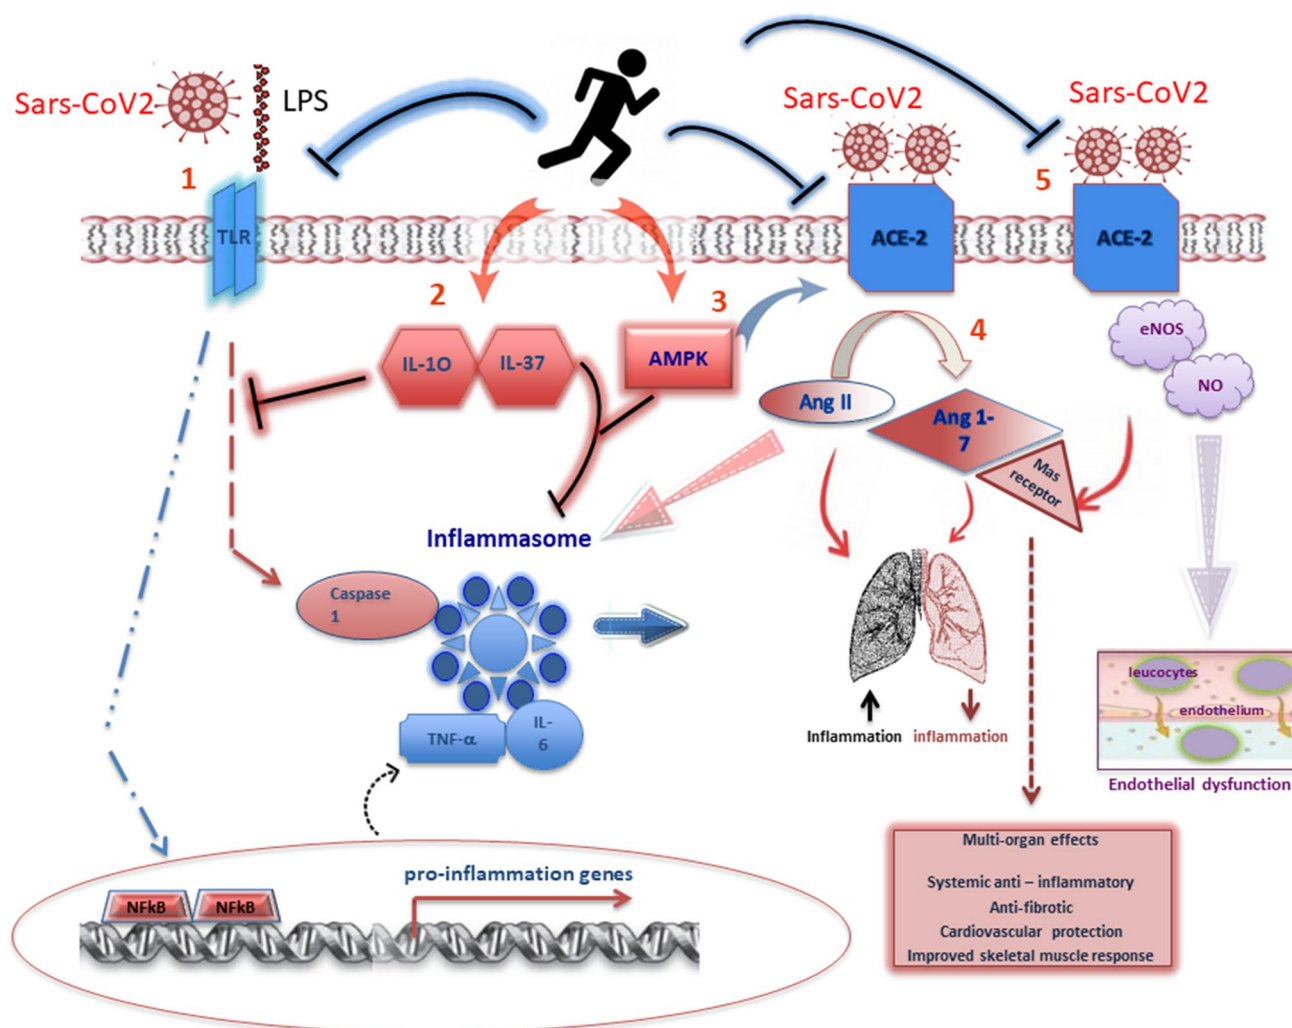 Sars-CoV2
LPS
Sars-CoV2
Sars-CoV2
1
5
TLR
ACE-2
ACE-2
2
3
4
eNOS
NO
IL-1O
IL-37
AMPK
Ang II
Ang 1-
7
Mas
receptor
Inflammasome
Caspase
1
TNF-α
IL-
6
leucocytes
endothelium
Endothelial dysfunction
Inflammation
inflammation
Multi-organ effects
Systemic anti – inflammatory
Anti-fibrotic
Cardiovascular protection
Improved skeletal muscle response
pro-inflammation genes
NFkB
NFkB